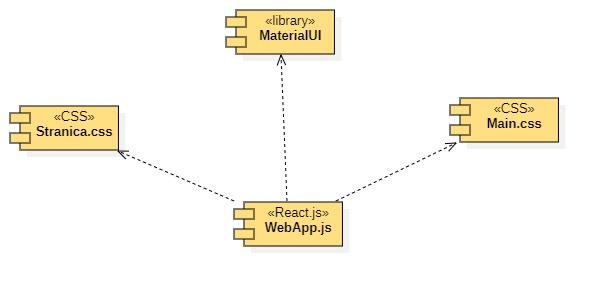 «library»
MaterialUI
«CSS»
Stranica.css
«CSS»
Main.css
«React.js»
WebApp.js